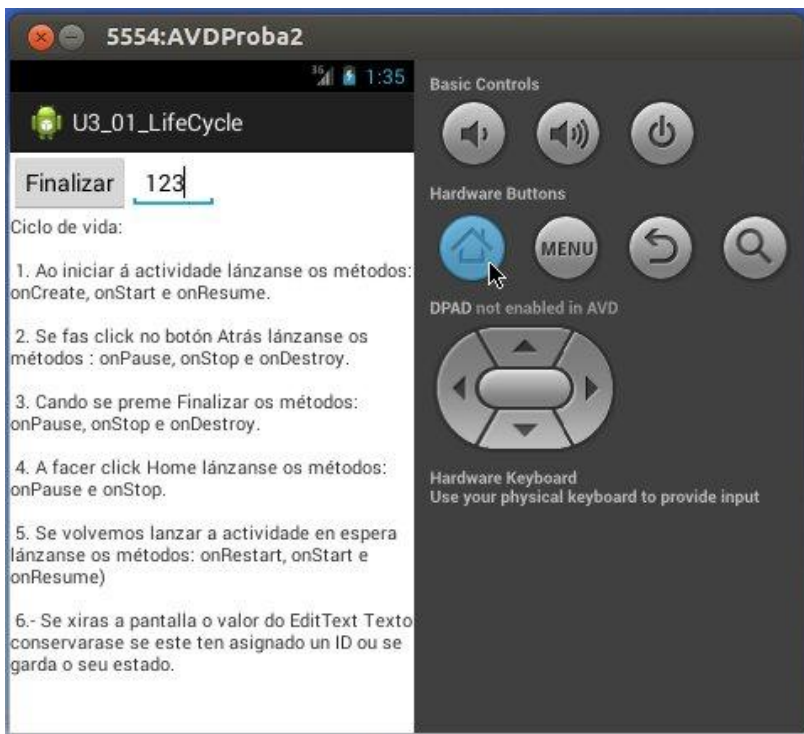 5554:AVDProba2
36 1:35
U3_01_LifeCycle
Finalizar 123
Ciclo de vida:
1. Ao iniciar á actividade lánzanse os métodos:
onCreate, onStart e onResume.
2. Se fas click no botón Atrás lánzanse os
métodos : onPause, onStop e onDestroy.
3. Cando se preme Finalizar os métodos:
onPause, onStop e onDestroy.
4. A facer click Home lánzanse os métodos:
onPause e onStop.
5. Se volvemos lanzar a actividade en espera
lánzanse os métodos: onRestart, onStart e
onResume)
6.- Se xiras a pantalla o valor do EditText Texto
conservarase se este ten asignado un ID ou se
garda o seu estado.
Basic Controls
Hardware Buttons
MENU
DPAD not enabled in AVD
Hardware Keyboard
Use your physical keyboard to provide input